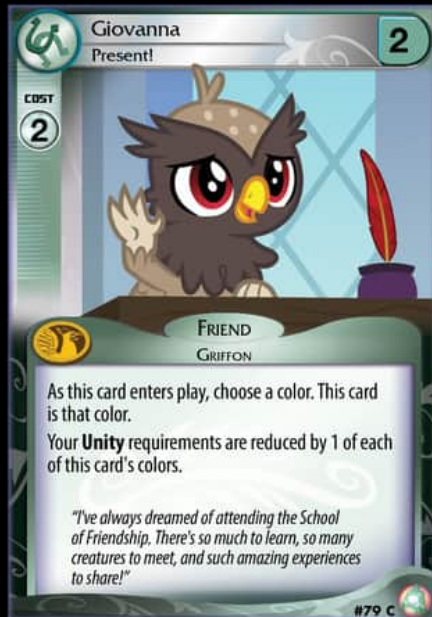 Giovanna
Present!
2
COST
2
FRIEND
GRIFFON
As this card enters play, choose a color. This card
is that color.
Your Unity requirements are reduced by 1 of each
of this card's colors.
"I've always dreamed of attending the School
of Friendship. There's so much to learn, so many
creatures to meet, and such amazing experiences
to share!"
#79 C